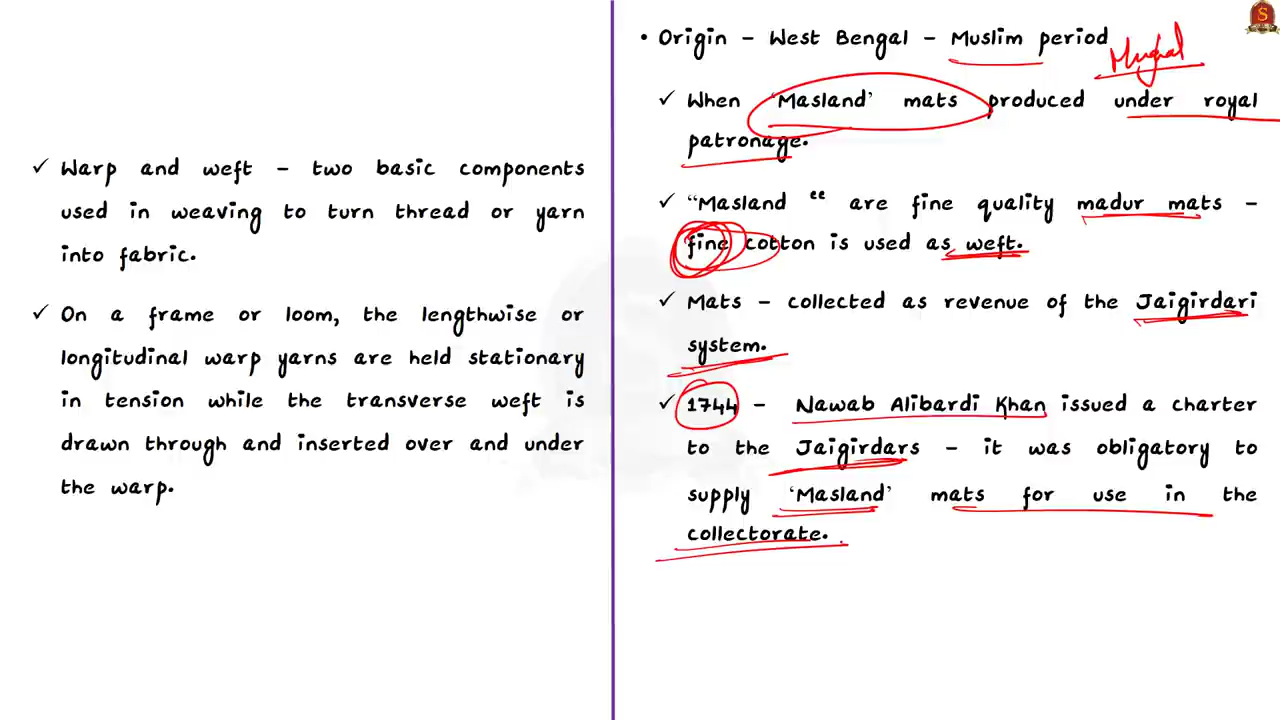 ✓ Warp and weft – two basic components
used in weaving to turn thread or yarn
into fabric.
✓ On a frame or loom, the lengthwise or
longitudinal warp yarns are held stationary
in tension while the transverse weft is
drawn through and inserted over and under
the warp.
• Origin – West Bengal – Muslim period
Mughal
✓ When 'Masland' mats produced under royal
patronage.
✓ "Masland " are fine quality madur mats –
fine cotton is used as weft.
✓ Mats – collected as revenue of the Jaigirdari
system.
✓ 1744 – Nawab Alibardi Khan issued a charter
to the Jaigirdars – it was obligatory to
supply 'Masland' mats for use in the
collectorate.
S